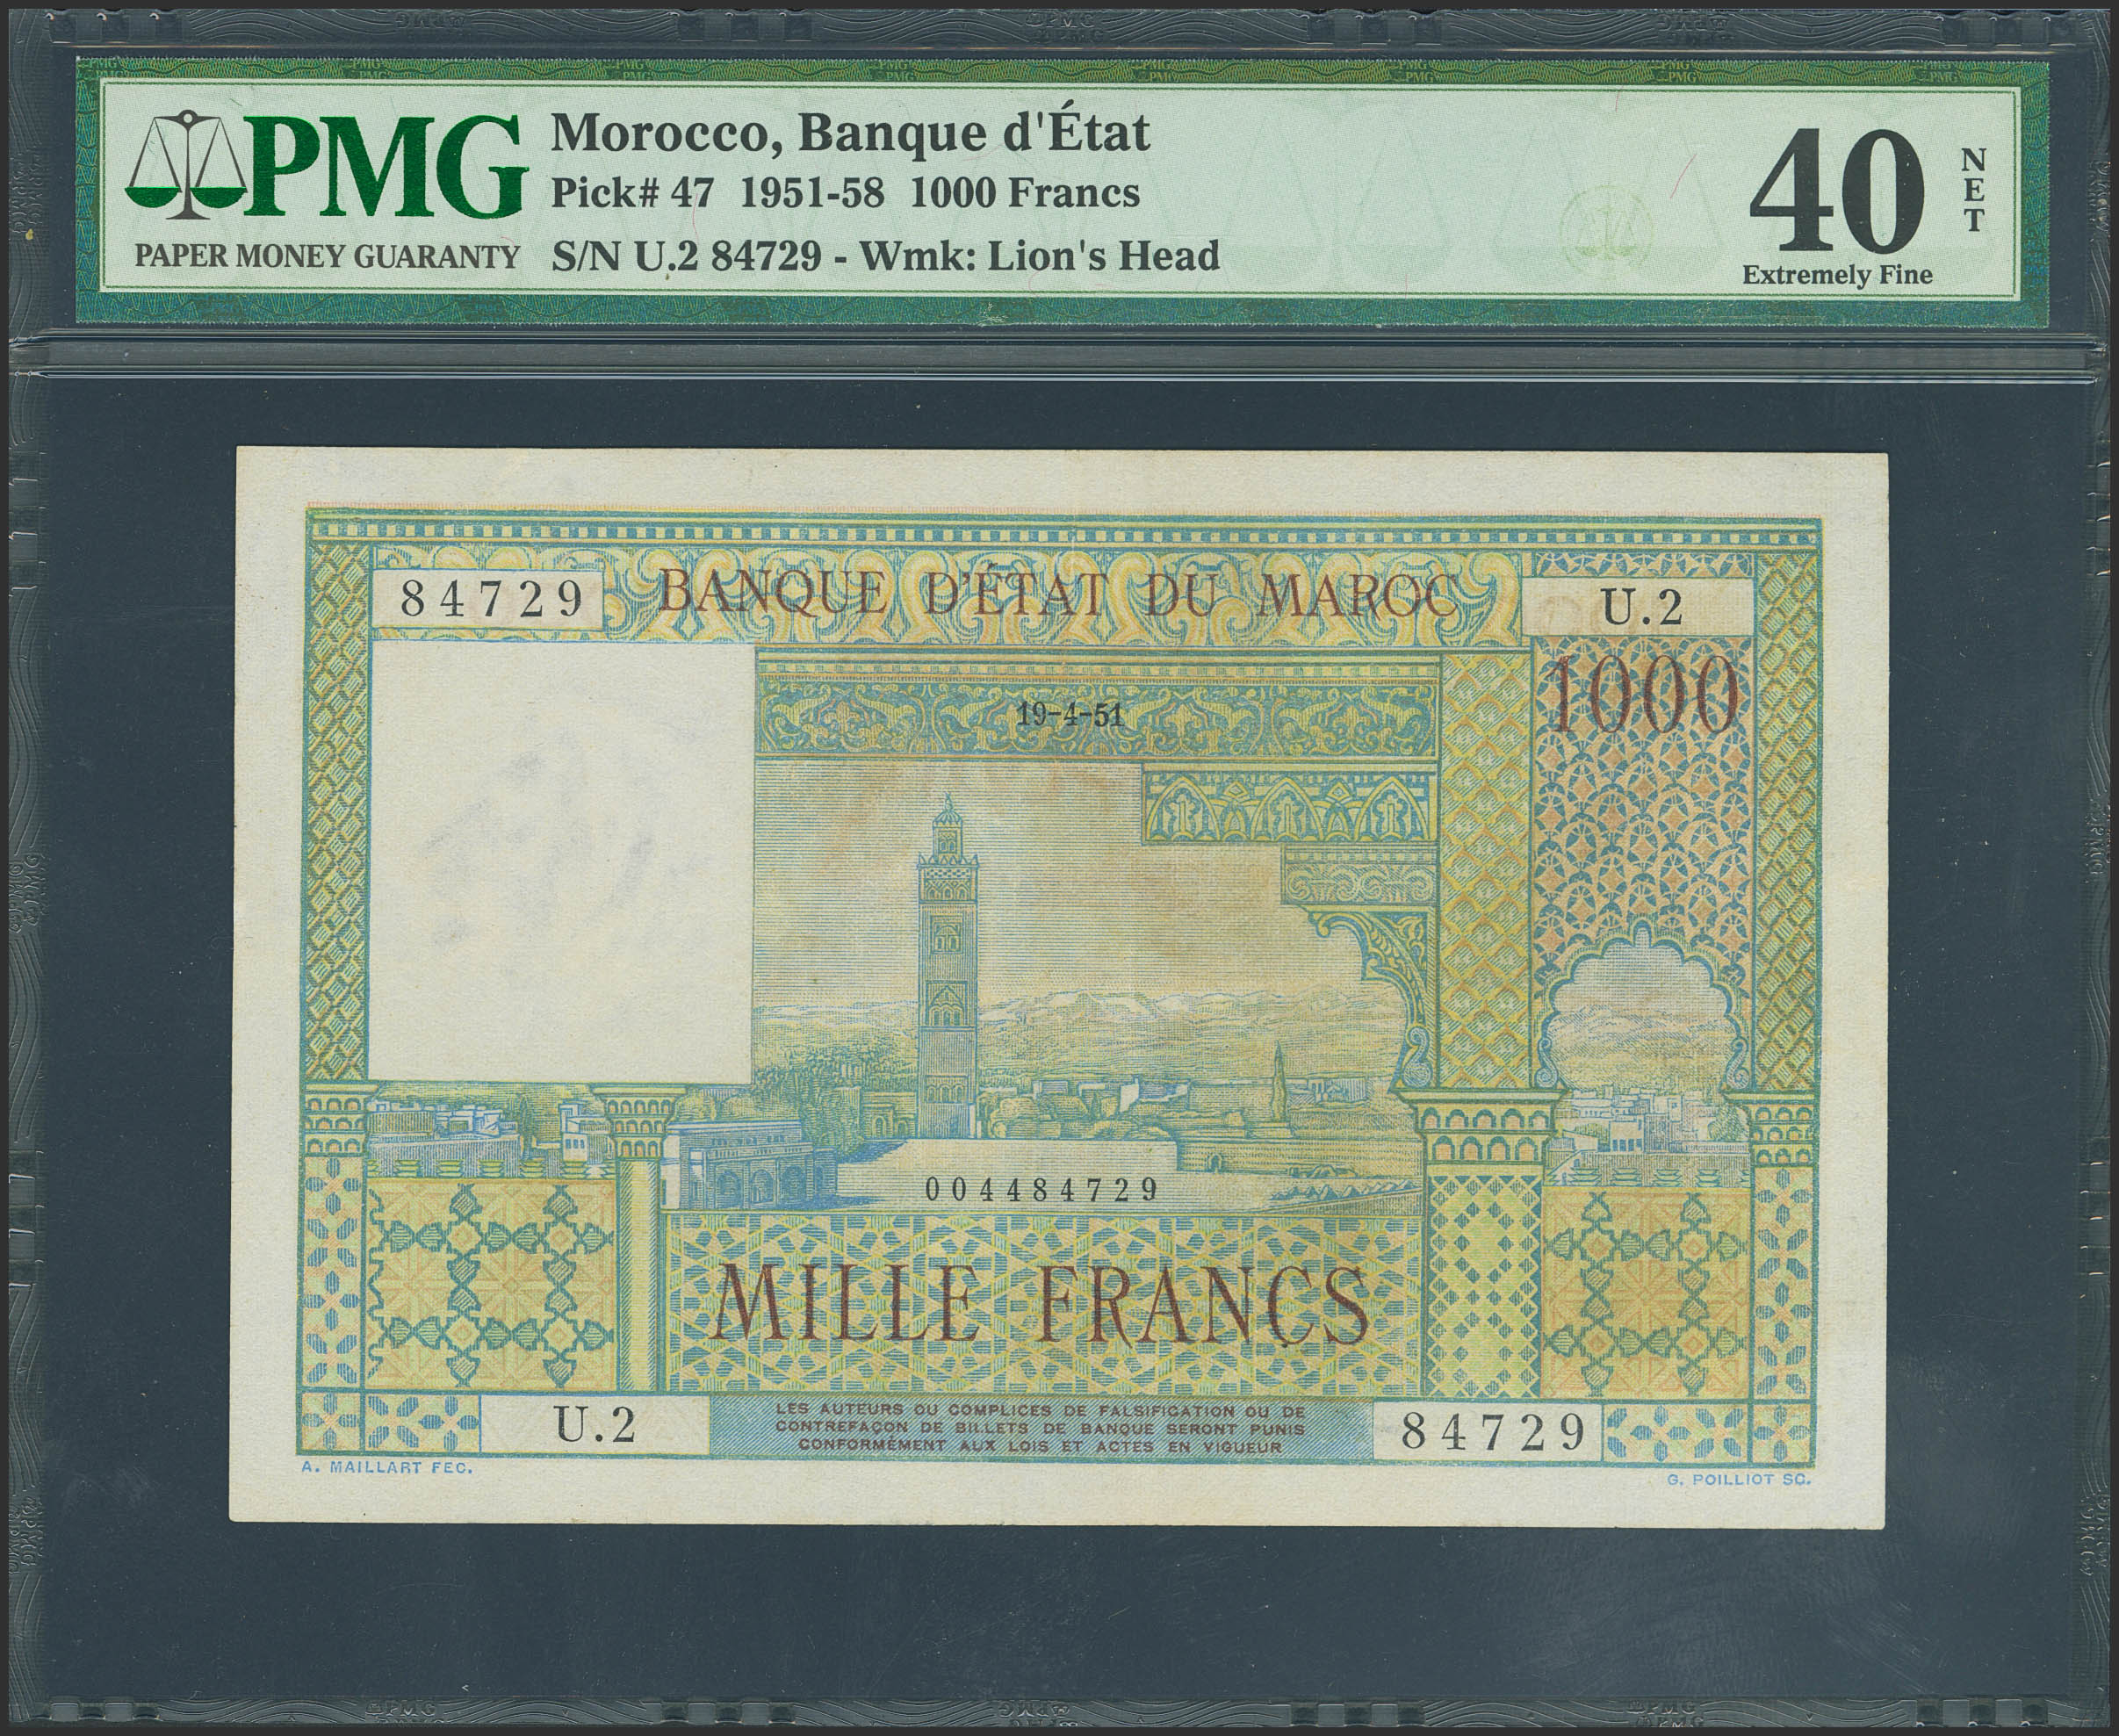 PMG
PAPER MONEY GUARANTY
Morocco, Banque d'État
Pick# 47 1951-58 1000 Francs
S/N U.2 84729 - Wmk: Lion's Head
40
NET
Extremely Fine
84729
BANQUE D'ÉTAT DU MAROC
U.2
1000
19-4-51
004484729
MILLE FRANCS
U.2
LES AUTEURS OU COMPLICES DE FALSIFICATION OU DE
CONTREFAÇON DE BILLETS DE BANQUE SERONT PUNIS
CONFORMÉMENT AUX LOIS ET ACTES EN VIGUEUR
84729
A. MAILLART FEC.
G. POILLIOT SC.